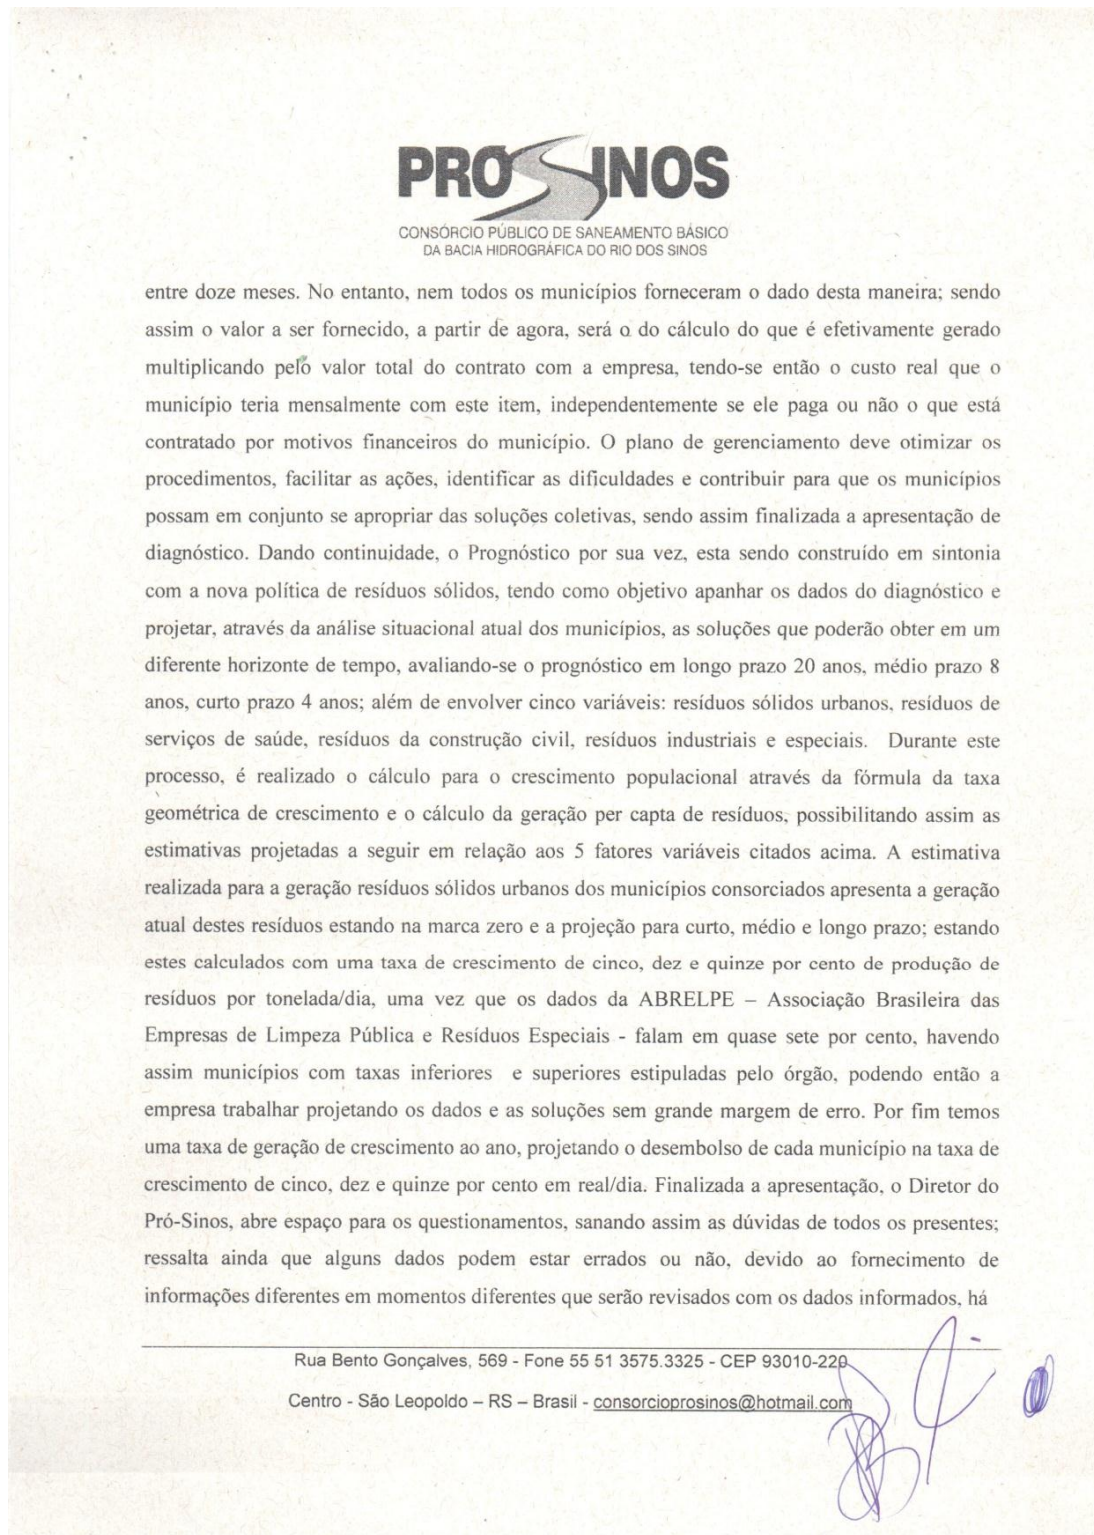 PRÓSINOS
CONSÓRCIO PÚBLICO DE SANEAMENTO BÁSICO
DA BACIA HIDROGRÁFICA DO RIO DOS SINOS
entre doze meses. No entanto, nem todos os municípios forneceram o dado desta maneira; sendo
assim o valor a ser fornecido, a partir de agora, será o do cálculo do que é efetivamente gerado
multiplicando pelo valor total do contrato com a empresa, tendo-se então o custo real que o
município teria mensalmente com este item, independentemente se ele paga ou não o que está
contratado por motivos financeiros do município. O plano de gerenciamento deve otimizar os
procedimentos, facilitar as ações, identificar as dificuldades e contribuir para que os municípios
possam em conjunto se apropriar das soluções coletivas, sendo assim finalizada a apresentação de
diagnóstico. Dando continuidade, o Prognóstico por sua vez, esta sendo construído em sintonia
com a nova política de resíduos sólidos, tendo como objetivo apanhar os dados do diagnóstico e
projetar, através da análise situacional atual dos municípios, as soluções que poderão obter em um
diferente horizonte de tempo, avaliando-se o prognóstico em longo prazo 20 anos, médio prazo 8
anos, curto prazo 4 anos; além de envolver cinco variáveis: resíduos sólidos urbanos, resíduos de
serviços de saúde, resíduos da construção civil, resíduos industriais e especiais. Durante este
processo, é realizado o cálculo para o crescimento populacional através da fórmula da taxa
geométrica de crescimento e o cálculo da geração per capta de resíduos, possibilitando assim as
estimativas projetadas a seguir em relação aos 5 fatores variáveis citados acima. A estimativa
realizada para a geração resíduos sólidos urbanos dos municípios consorciados apresenta a geração
atual destes resíduos estando na marca zero e a projeção para curto, médio e longo prazo; estando
estes calculados com uma taxa de crescimento de cinco, dez e quinze por cento de produção de
resíduos por tonelada/dia, uma vez que os dados da ABRELPE – Associação Brasileira das
Empresas de Limpeza Pública e Resíduos Especiais - falam em quase sete por cento, havendo
assim municípios com taxas inferiores e superiores estipuladas pelo órgão, podendo então a
empresa trabalhar projetando os dados e as soluções sem grande margem de erro. Por fim temos
uma taxa de geração de crescimento ao ano, projetando o desembolso de cada município na taxa de
crescimento de cinco, dez e quinze por cento em real/dia. Finalizada a apresentação, o Diretor do
Pró-Sinos, abre espaço para os questionamentos, sanando assim as dúvidas de todos os presentes;
ressalta ainda que alguns dados podem estar errados ou não, devido ao fornecimento de
informações diferentes em momentos diferentes que serão revisados com os dados informados, há
Rua Bento Gonçalves, 569 - Fone 55 51 3575.3325 - CEP 93010-220
Centro - São Leopoldo – RS – Brasil - consorcioprosinos@hotmail.com